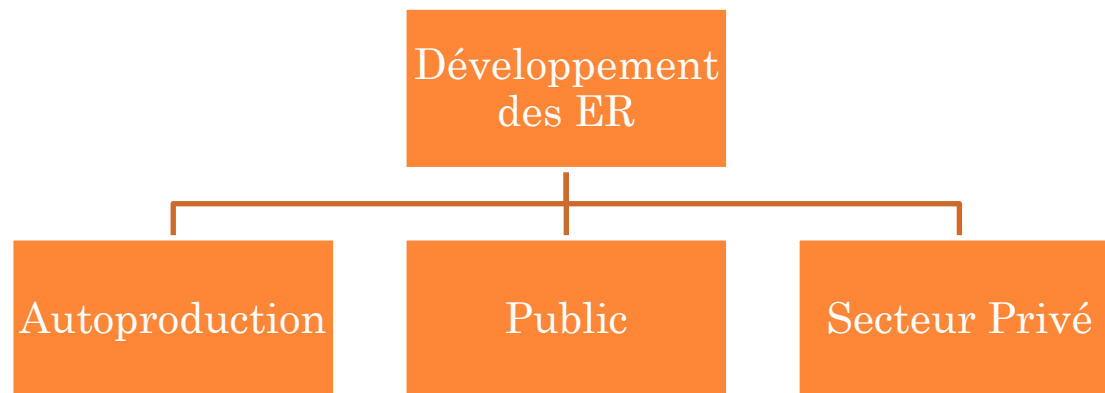 Développement
des ER
Autoproduction
Public
Secteur Privé